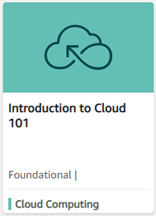 Introduction to Cloud
101
Foundational |
Cloud Computing